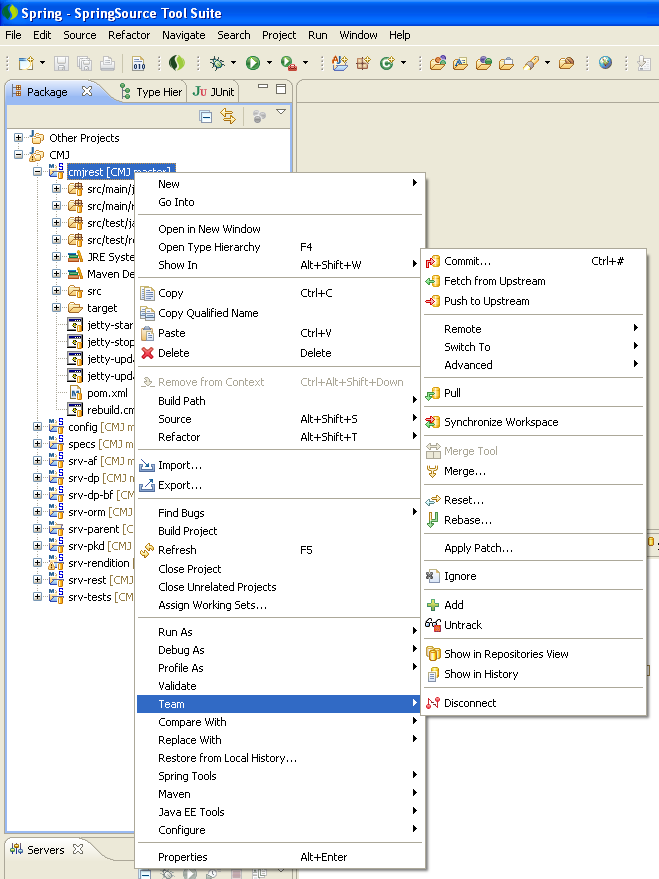 Spring - SpringSource Tool Suite
File Edit Source Refactor Navigate Search Project Run Window Help
010
Package Type Hier JUnit
Other Projects
CMJ
cmjrest [CMJ master]
src/main/j
src/main/r
src/test/ja
src/test/re
JRE Syste
Maven De
src
target
jetty-star
jetty-stop
jetty-upda
jetty-upda
pom.xml
rebuild.cm
config [CMJ m
specs [CMJ m
srv-af [CMJ m
srv-dp [CMJ m
srv-dp-bf [CM
srv-orm [CMJ
srv-parent [C
srv-pkd [CMJ
srv-rendition [
srv-rest [CMJ
srv-tests [CMJ
Servers
New
Go Into
Open in New Window
Open Type Hierarchy F4
Show In Alt+Shift+W
Copy Ctrl+C
Copy Qualified Name
Paste Ctrl+V
Delete Delete
Remove from Context Ctrl+Alt+Shift+Down
Build Path
Source Alt+Shift+S
Refactor Alt+Shift+T
Import...
Export...
Find Bugs
Build Project
Refresh F5
Close Project
Close Unrelated Projects
Assign Working Sets...
Run As
Debug As
Profile As
Validate
Team
Compare With
Replace With
Restore from Local History...
Spring Tools
Maven
Java EE Tools
Configure
Properties Alt+Enter
Commit... Ctrl+#
Fetch from Upstream
Push to Upstream
Remote
Switch To
Advanced
Pull
Synchronize Workspace
Merge Tool
Merge...
Reset...
Rebase...
Apply Patch...
Ignore
Add
Untrack
Show in Repositories View
Show in History
Disconnect